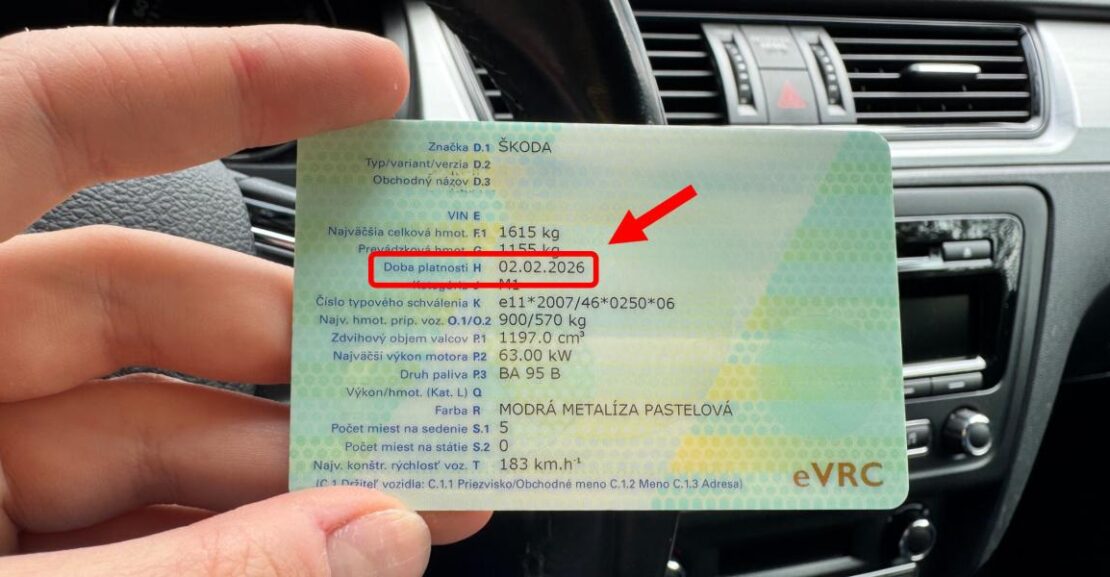 Značka D.1 ŠKODA
Typ/variant/verzia D.2
Obchodný názov D.3
VIN E
Najväčšia celková hmot. F.1 1615 kg
Prevádzková hmot. G 1155 kg
Doba platnosti H 02.02.2026
Kategória J M1
Číslo typového schválenia K e11*2007/46*0250*06
Najv. hmot. príp. voz. O.1/O.2 900/570 kg
Zdvihový objem valcov P.1 1197.0 cm³
Najväčší výkon motora P.2 63.00 kW
Druh paliva P.3 BA 95 B
Výkon/hmot. (Kat. L) Q
Farba R MODRÁ METALÍZA PASTELOVÁ
Počet miest na sedenie S.1 5
Počet miest na státie S.2 0
Najv. konštr. rýchlosť voz. T 183 km.h⁻¹
(C.1 Držiteľ vozidla: C.1.1 Priezvisko/Obchodné meno C.1.2 Meno C.1.3 Adresa)
eVRC